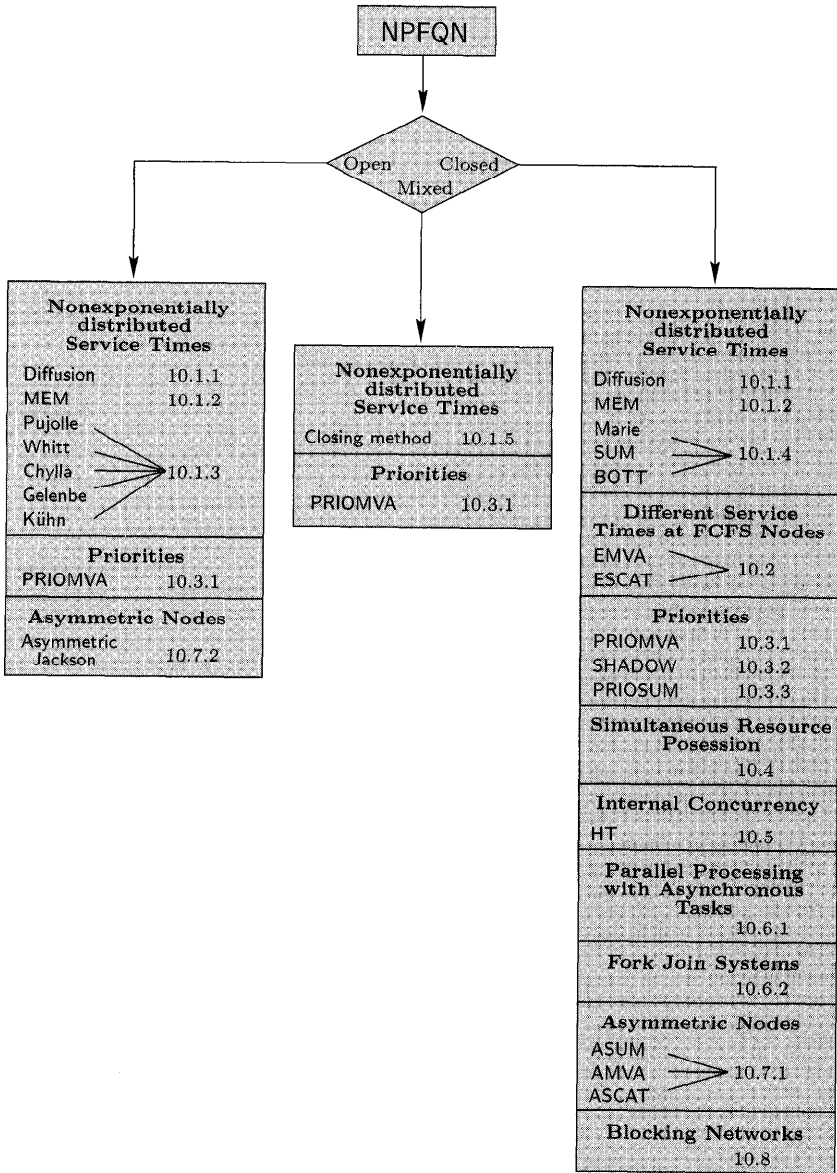 NPFQN
Open Closed
Mixed
Nonexponentially
distributed
Service Times
Diffusion 10.1.1
MEM 10.1.2
Pujolle
Whitt
Chylla 10.1.3
Gelenbe
Kühn
Priorities
PRIOMVA 10.3.1
Asymmetric Nodes
Asymmetric
Jackson 10.7.2
Nonexponentially
distributed
Service Times
Closing method 10.1.5
Priorities
PRIOMVA 10.3.1
Nonexponentially
distributed
Service Times
Diffusion 10.1.1
MEM 10.1.2
Marie
SUM 10.1.4
BOTT
Different Service
Times at FCFS Nodes
EMVA
10.2
ESCAT
Priorities
PRIOMVA 10.3.1
SHADOW 10.3.2
PRIOSUM 10.3.3
Simultaneous Resource
Posession
10.4
Internal Concurrency
HT 10.5
Parallel Processing
with Asynchronous
Tasks
10.6.1
Fork Join Systems
10.6.2
Asymmetric Nodes
ASUM
AMVA 10.7.1
ASCAT
Blocking Networks
10.8